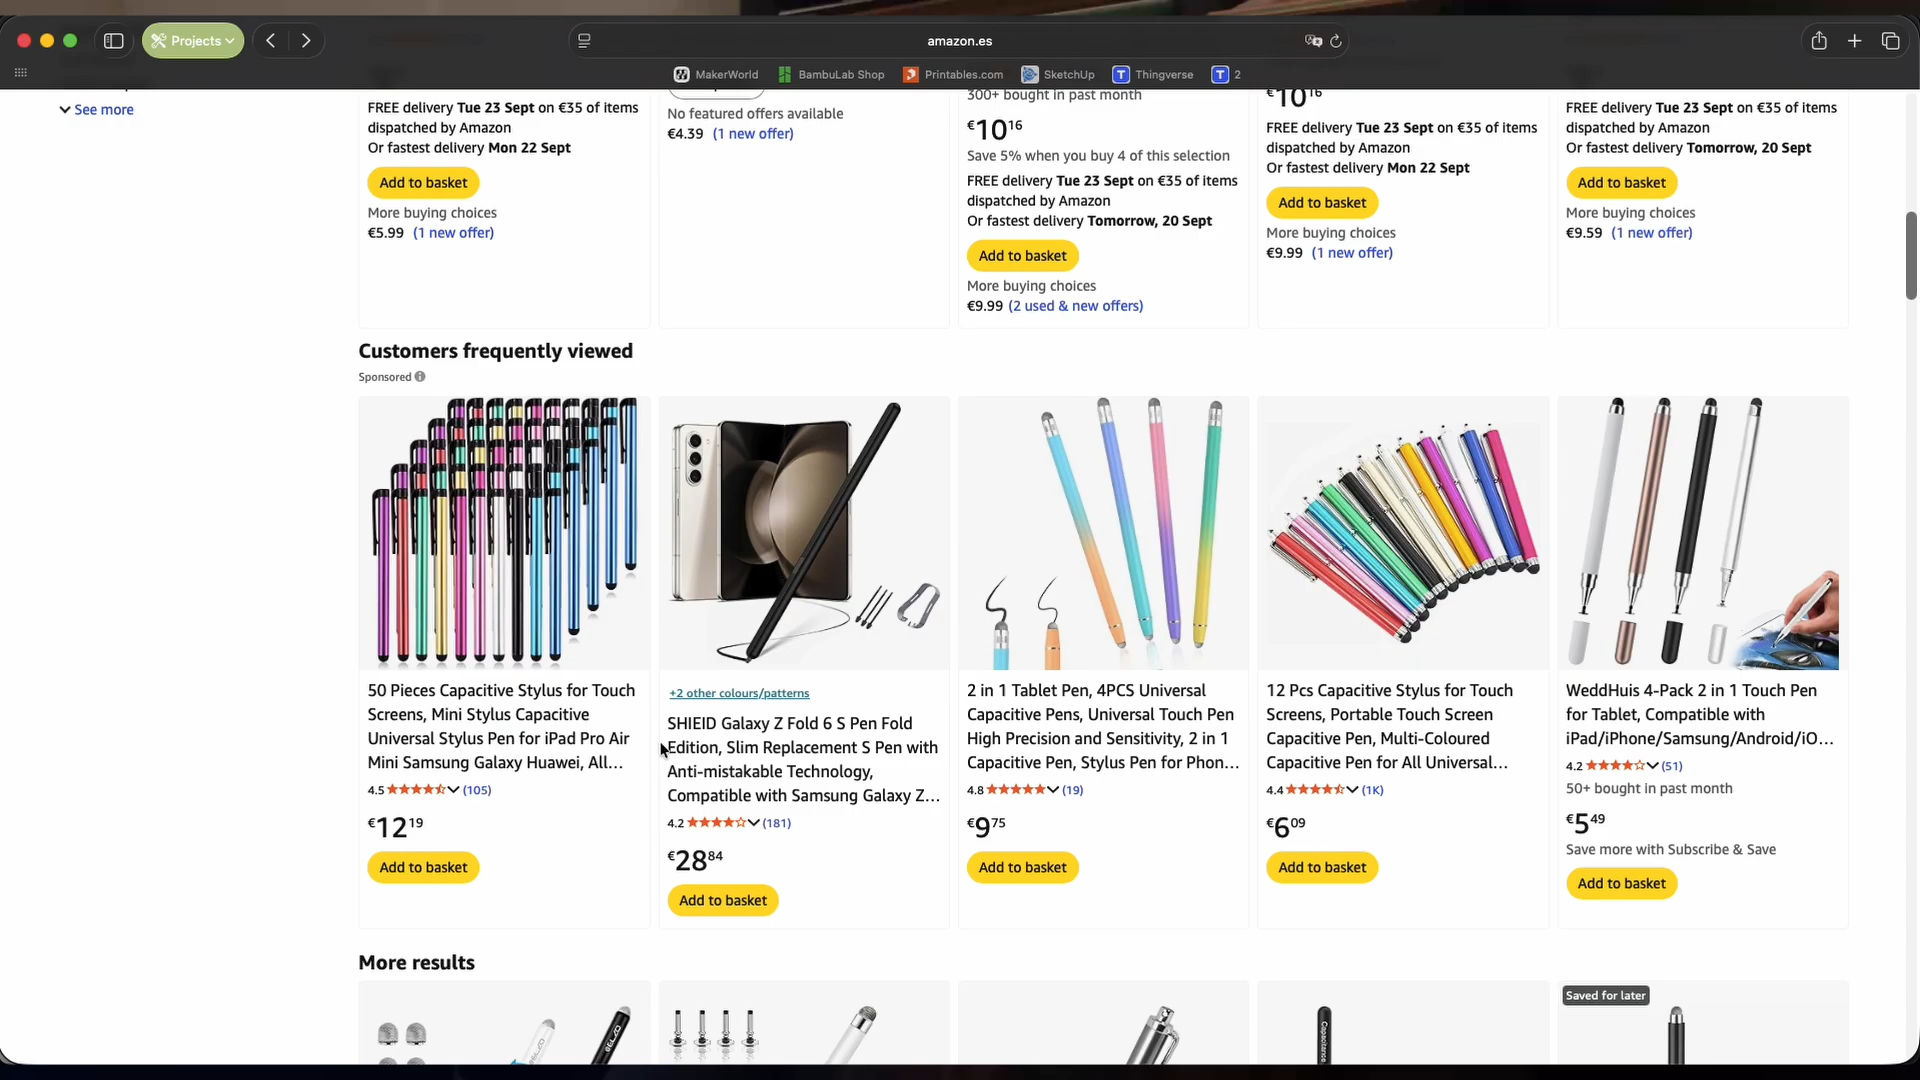 Projects
amazon.es
MakerWorld
BambuLab Shop
Printables.com
SketchUp
Thingverse
2
See more
FREE delivery Tue 23 Sept on €35 of items
dispatched by Amazon
Or fastest delivery Mon 22 Sept
Add to basket
More buying choices
€5.99 (1 new offer)
No featured offers available
€4.39 (1 new offer)
300+ bought in past month
€10 16
Save 5% when you buy 4 of this selection
FREE delivery Tue 23 Sept on €35 of items
dispatched by Amazon
Or fastest delivery Tomorrow, 20 Sept
Add to basket
More buying choices
€9.99 (2 used & new offers)
€10 16
FREE delivery Tue 23 Sept on €35 of items
dispatched by Amazon
Or fastest delivery Mon 22 Sept
Add to basket
More buying choices
€9.99 (1 new offer)
FREE delivery Tue 23 Sept on €35 of items
dispatched by Amazon
Or fastest delivery Tomorrow, 20 Sept
Add to basket
More buying choices
€9.59 (1 new offer)
Customers frequently viewed
Sponsored
50 Pieces Capacitive Stylus for Touch
Screens, Mini Stylus Capacitive
Universal Stylus Pen for iPad Pro Air
Mini Samsung Galaxy Huawei, All...
4.5 (105)
€12 19
Add to basket
+2 other colours/patterns
SHIEID Galaxy Z Fold 6 S Pen Fold
Edition, Slim Replacement S Pen with
Anti-mistakable Technology,
Compatible with Samsung Galaxy Z...
4.2 (181)
€28 84
Add to basket
2 in 1 Tablet Pen, 4PCS Universal
Capacitive Pens, Universal Touch Pen
High Precision and Sensitivity, 2 in 1
Capacitive Pen, Stylus Pen for Phon...
4.8 (19)
€9 75
Add to basket
12 Pcs Capacitive Stylus for Touch
Screens, Portable Touch Screen
Capacitive Pen, Multi-Coloured
Capacitive Pen for All Universal...
4.4 (1K)
€6 09
Add to basket
WeddHuis 4-Pack 2 in 1 Touch Pen
for Tablet, Compatible with
iPad/iPhone/Samsung/Android/iO...
4.2 (51)
50+ bought in past month
€5 49
Save more with Subscribe & Save
Add to basket
More results
Saved for later